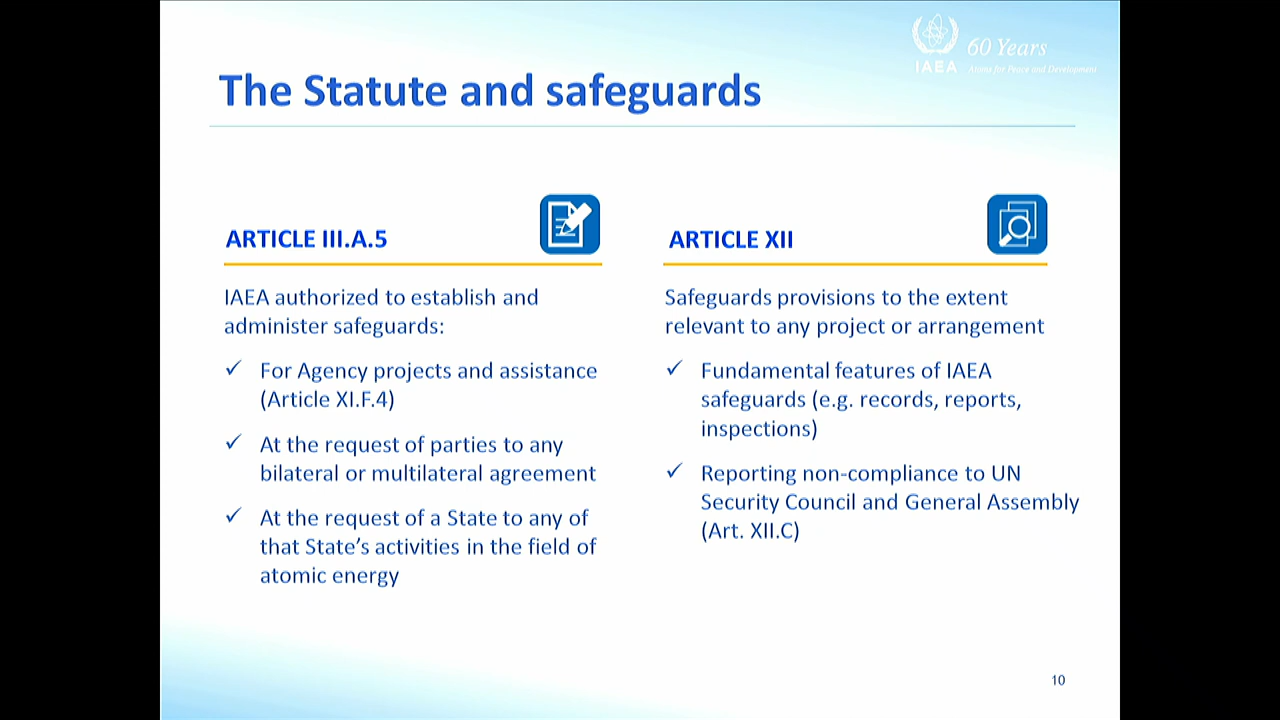 IAEA
60 Years
Atoms for Peace and Development
The Statute and safeguards
ARTICLE III.A.5
IAEA authorized to establish and
administer safeguards:
✓ For Agency projects and assistance
(Article XI.F.4)
✓ At the request of parties to any
bilateral or multilateral agreement
✓ At the request of a State to any of
that State’s activities in the field of
atomic energy
ARTICLE XII
Safeguards provisions to the extent
relevant to any project or arrangement
✓ Fundamental features of IAEA
safeguards (e.g. records, reports,
inspections)
✓ Reporting non-compliance to UN
Security Council and General Assembly
(Art. XII.C)
10